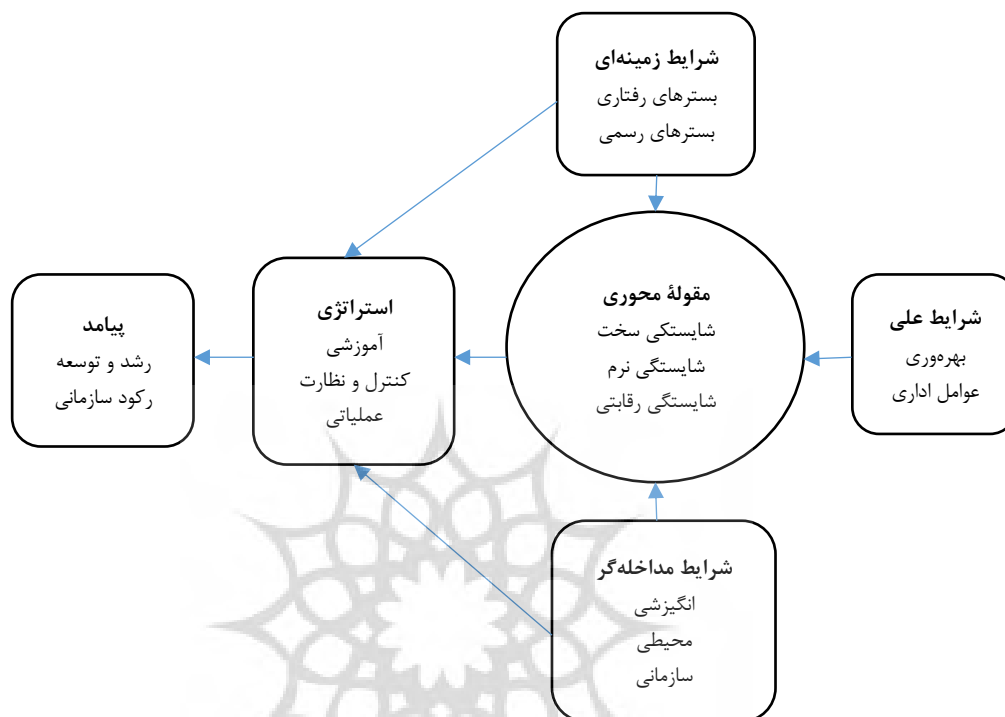 شرایط زمینه‌ای
بسترهای رفتاری
بسترهای رسمی
شرایط علی
بهره‌وری
عوامل اداری
مقولۀ محوری
شایستکی سخت
شایستگی نرم
شایستگی رقابتی
استراتژی
آموزشی
کنترل و نظارت
عملیاتی
پیامد
رشد و توسعه
رکود سازمانی
شرایط مداخله‌گر
انگیزشی
محیطی
سازمانی